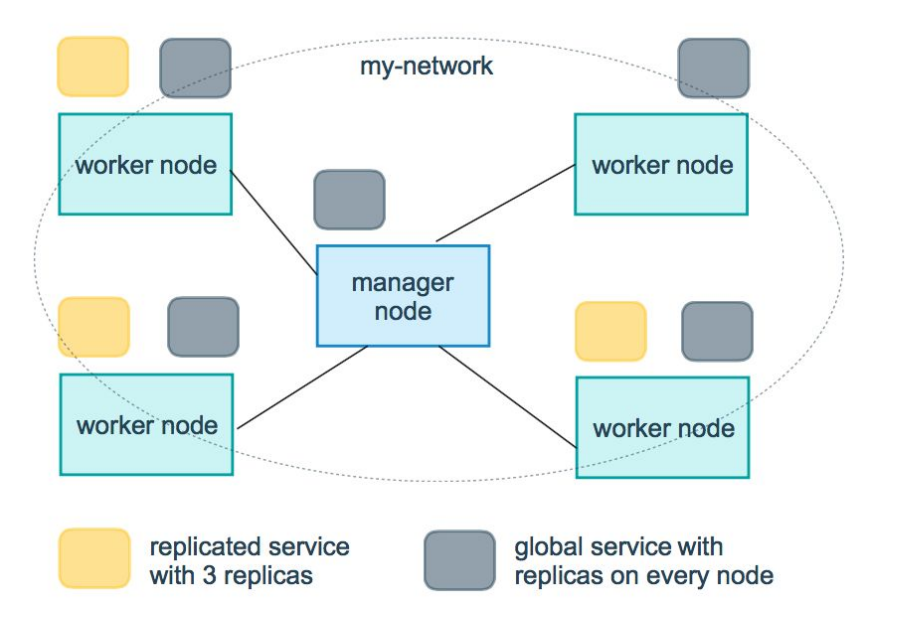 my-network
worker node
worker node
manager
node
worker node
worker node
replicated service
with 3 replicas
global service with
replicas on every node